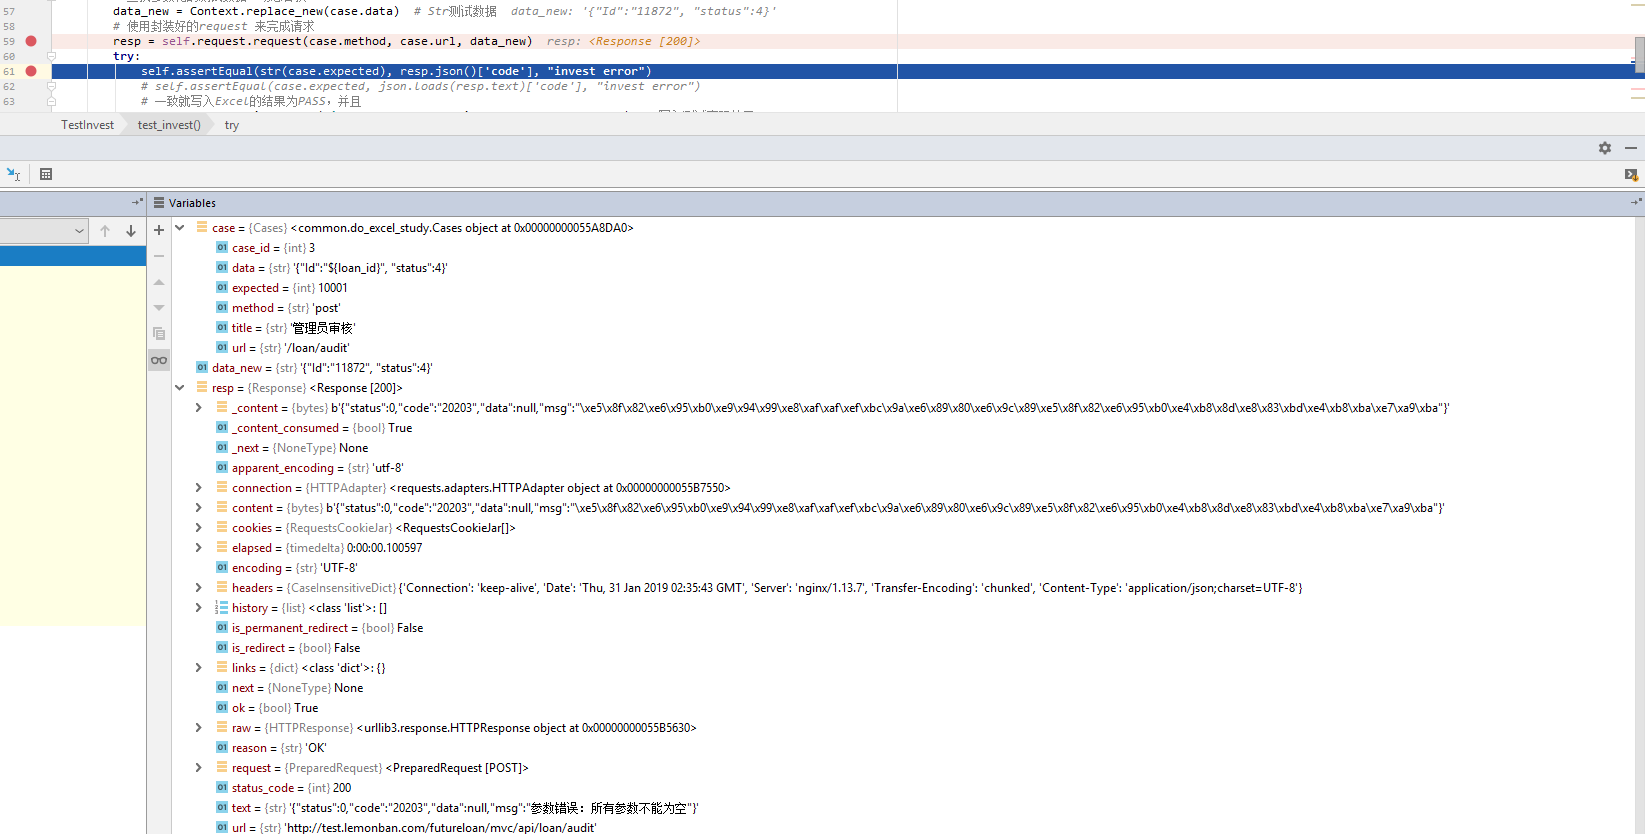 57 data_new = Context.replace_new(case.data)  # Str测试数据  data_new: '{"Id":"11872", "status":4}'
58 # 使用封装好的request 来完成请求
59 resp = self.request.request(case.method, case.url, data_new)  resp: <Response [200]>
60 try:
61 self.assertEqual(str(case.expected), resp.json()['code'], "invest error")
62 # self.assertEqual(case.expected, json.loads(resp.text)['code'], "invest error")
63 # 一致就写入Excel的结果为PASS，并且
TestInvest test_invest() try
Variables
case = {Cases} <common.do_excel_study.Cases object at 0x00000000055A8DA0>
01 case_id = {int} 3
01 data = {str} '{"Id":"${loan_id}", "status":4}'
01 expected = {int} 10001
01 method = {str} 'post'
01 title = {str} '管理员审核'
01 url = {str} '/loan/audit'
01 data_new = {str} '{"Id":"11872", "status":4}'
resp = {Response} <Response [200]>
_content = {bytes} b'{"status":0,"code":"20203","data":null,"msg":"\xe5\x8f\x82\xe6\x95\xb0\xe9\x94\x99\xe8\xaf\xaf\xef\xbc\x9a\xe6\x89\x80\xe6\x9c\x89\xe5\x8f\x82\xe6\x95\xb0\xe4\xb8\x8d\xe8\x83\xbd\xe4\xb8\xba\xe7\xa9\xba"}'
01 _content_consumed = {bool} True
01 _next = {NoneType} None
01 apparent_encoding = {str} 'utf-8'
connection = {HTTPAdapter} <requests.adapters.HTTPAdapter object at 0x00000000055B7550>
content = {bytes} b'{"status":0,"code":"20203","data":null,"msg":"\xe5\x8f\x82\xe6\x95\xb0\xe9\x94\x99\xe8\xaf\xaf\xef\xbc\x9a\xe6\x89\x80\xe6\x9c\x89\xe5\x8f\x82\xe6\x95\xb0\xe4\xb8\x8d\xe8\x83\xbd\xe4\xb8\xba\xe7\xa9\xba"}'
cookies = {RequestsCookieJar} <RequestsCookieJar[]>
elapsed = {timedelta} 0:00:00.100597
01 encoding = {str} 'UTF-8'
headers = {CaseInsensitiveDict} {'Connection': 'keep-alive', 'Date': 'Thu, 31 Jan 2019 02:35:43 GMT', 'Server': 'nginx/1.13.7', 'Transfer-Encoding': 'chunked', 'Content-Type': 'application/json;charset=UTF-8'}
history = {list} <class 'list'>: []
01 is_permanent_redirect = {bool} False
01 is_redirect = {bool} False
links = {dict} <class 'dict'>: {}
01 next = {NoneType} None
01 ok = {bool} True
raw = {HTTPResponse} <urllib3.response.HTTPResponse object at 0x00000000055B5630>
01 reason = {str} 'OK'
request = {PreparedRequest} <PreparedRequest [POST]>
01 status_code = {int} 200
01 text = {str} '{"status":0,"code":"20203","data":null,"msg":"参数错误：所有参数不能为空"}'
01 url = {str} 'http://test.lemonban.com/futureloan/mvc/api/loan/audit'